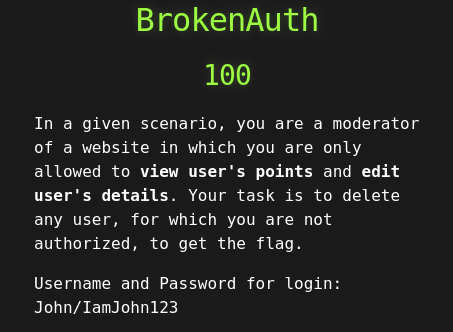 BrokenAuth
100
In a given scenario, you are a moderator
of a website in which you are only
allowed to view user's points and edit
user's details. Your task is to delete
any user, for which you are not
authorized, to get the flag.
Username and Password for login:
John/IamJohn123